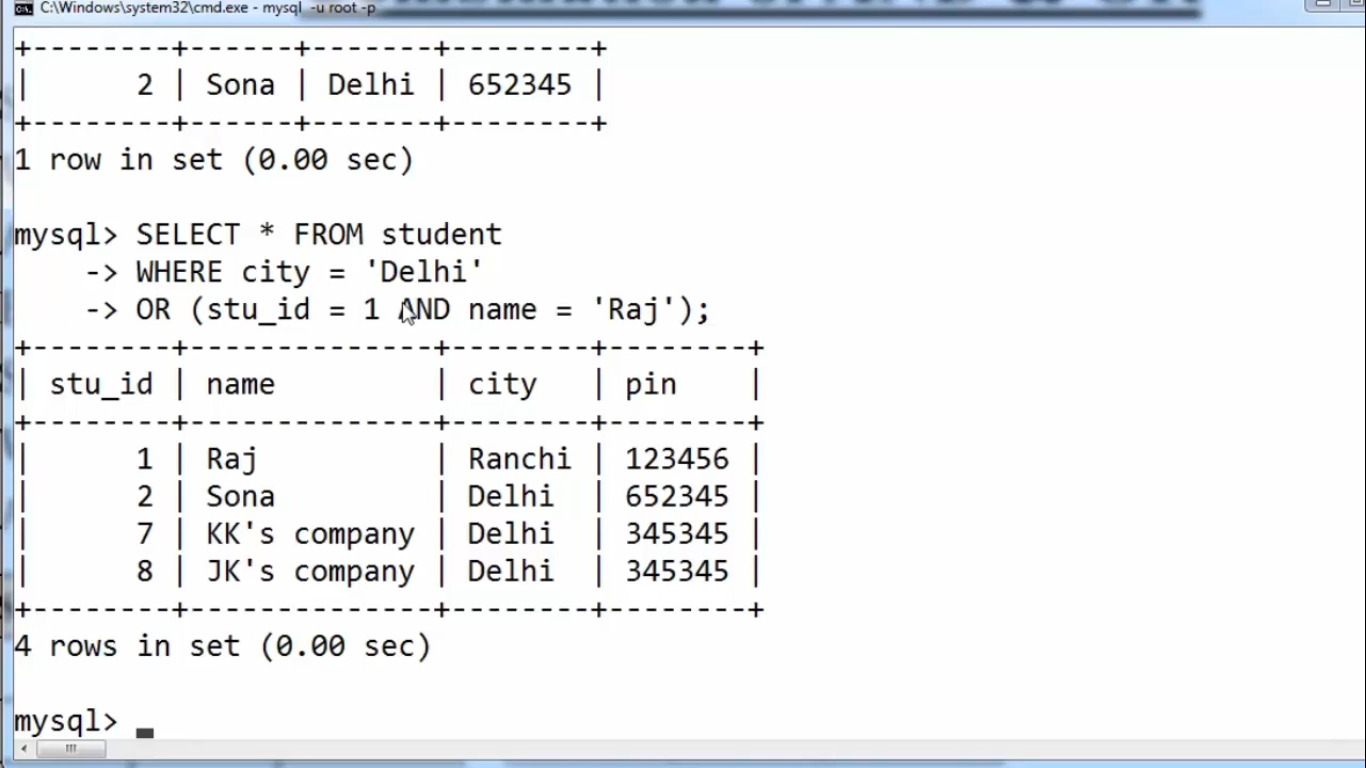 C:\Windows\system32\cmd.exe - mysql -u root -p
+--------+------+-------+--------+
|      2 | Sona | Delhi | 652345 |
+--------+------+-------+--------+
1 row in set (0.00 sec)
mysql> SELECT * FROM student
    -> WHERE city = 'Delhi'
    -> OR (stu_id = 1 AND name = 'Raj');
+--------+--------------+--------+--------+
| stu_id | name         | city   | pin    |
+--------+--------------+--------+--------+
|      1 | Raj          | Ranchi | 123456 |
|      2 | Sona         | Delhi  | 652345 |
|      7 | KK's company | Delhi  | 345345 |
|      8 | JK's company | Delhi  | 345345 |
+--------+--------------+--------+--------+
4 rows in set (0.00 sec)
mysql>